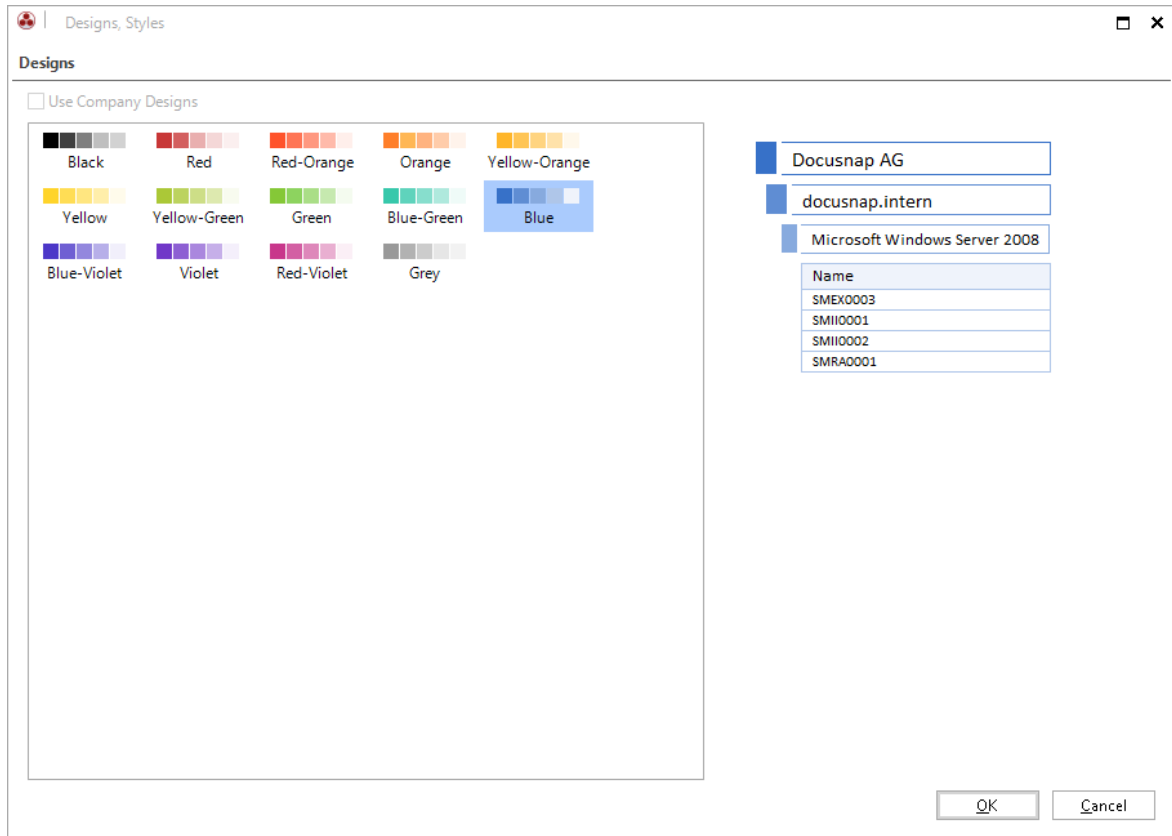 Designs, Styles
Designs
Use Company Designs
Black Red Red-Orange Orange Yellow-Orange
Yellow Yellow-Green Green Blue-Green Blue
Blue-Violet Violet Red-Violet Grey
Docusnap AG
docusnap.intern
Microsoft Windows Server 2008
Name
SMEX0003
SMII0001
SMII0002
SMRA0001
OK Cancel